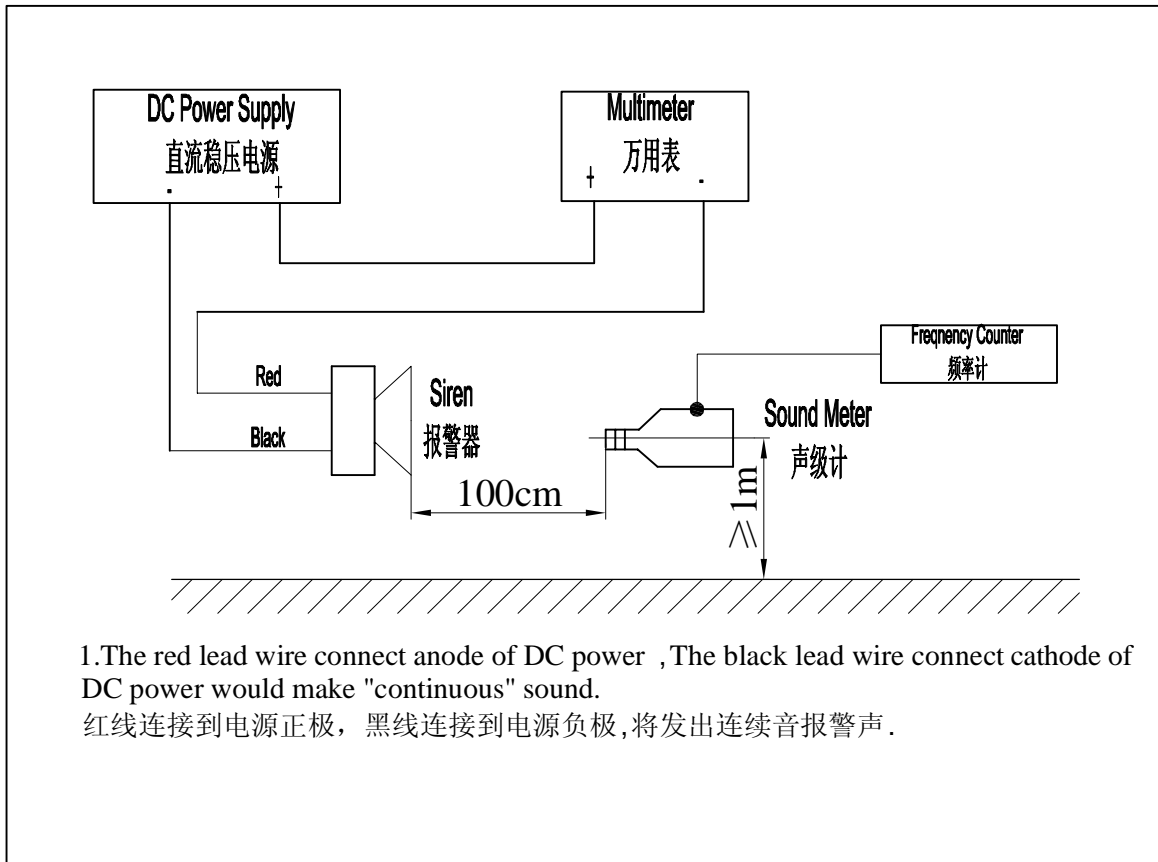 DC Power Supply
直流稳压电源
- +
Multimeter
万用表
+ -
Freqnency Counter
频率计
Red
Black
Siren
报警器
Sound Meter
声级计
100cm
≥1m
1.The red lead wire connect anode of DC power ,The black lead wire connect cathode of
DC power would make "continuous" sound.
红线连接到电源正极，黑线连接到电源负极,将发出连续音报警声.